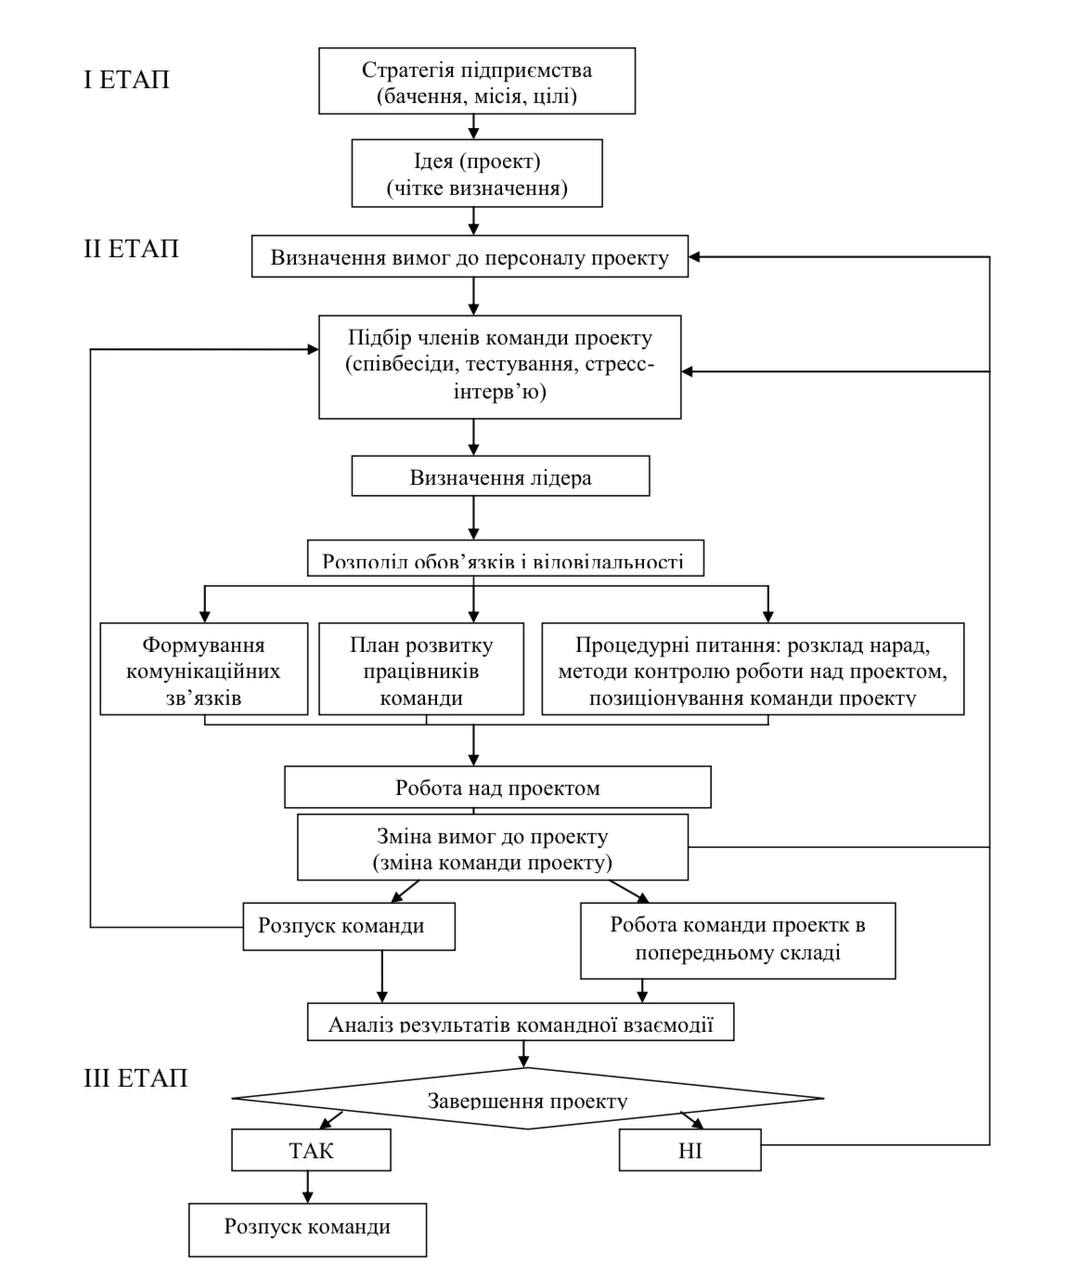 І ЕТАП
Стратегія підприємства
(бачення, місія, цілі)
Ідея (проект)
(чітке визначення)
ІІ ЕТАП
Визначення вимог до персоналу проекту
Підбір членів команди проекту
(співбесіди, тестування, стресс-
інтерв’ю)
Визначення лідера
Розподіл обов’язків і відовідальності
Формування
комунікаційних
зв’язків
План розвитку
працівників
команди
Процедурні питання: розклад нарад,
методи контролю роботи над проектом,
позиціонування команди проекту
Робота над проектом
Зміна вимог до проекту
(зміна команди проекту)
Розпуск команди
Робота команди проектк в
попередньому складі
Аналіз результатів командної взаємодії
ІІІ ЕТАП
Завершення проекту
ТАК
НІ
Розпуск команди